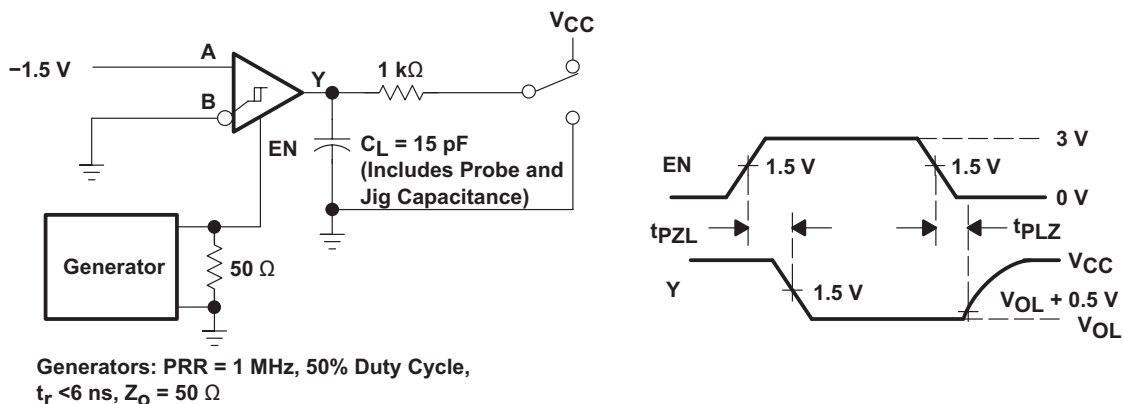 VCC
A
−1.5 V
Y
1 kΩ
B
EN
CL = 15 pF
(Includes Probe and
Jig Capacitance)
Generator
50 Ω
Generators: PRR = 1 MHz, 50% Duty Cycle,
tr <6 ns, Zo = 50 Ω
3 V
EN
1.5 V
1.5 V
0 V
tPZL
tPLZ
VCC
Y
1.5 V
VOL + 0.5 V
VOL